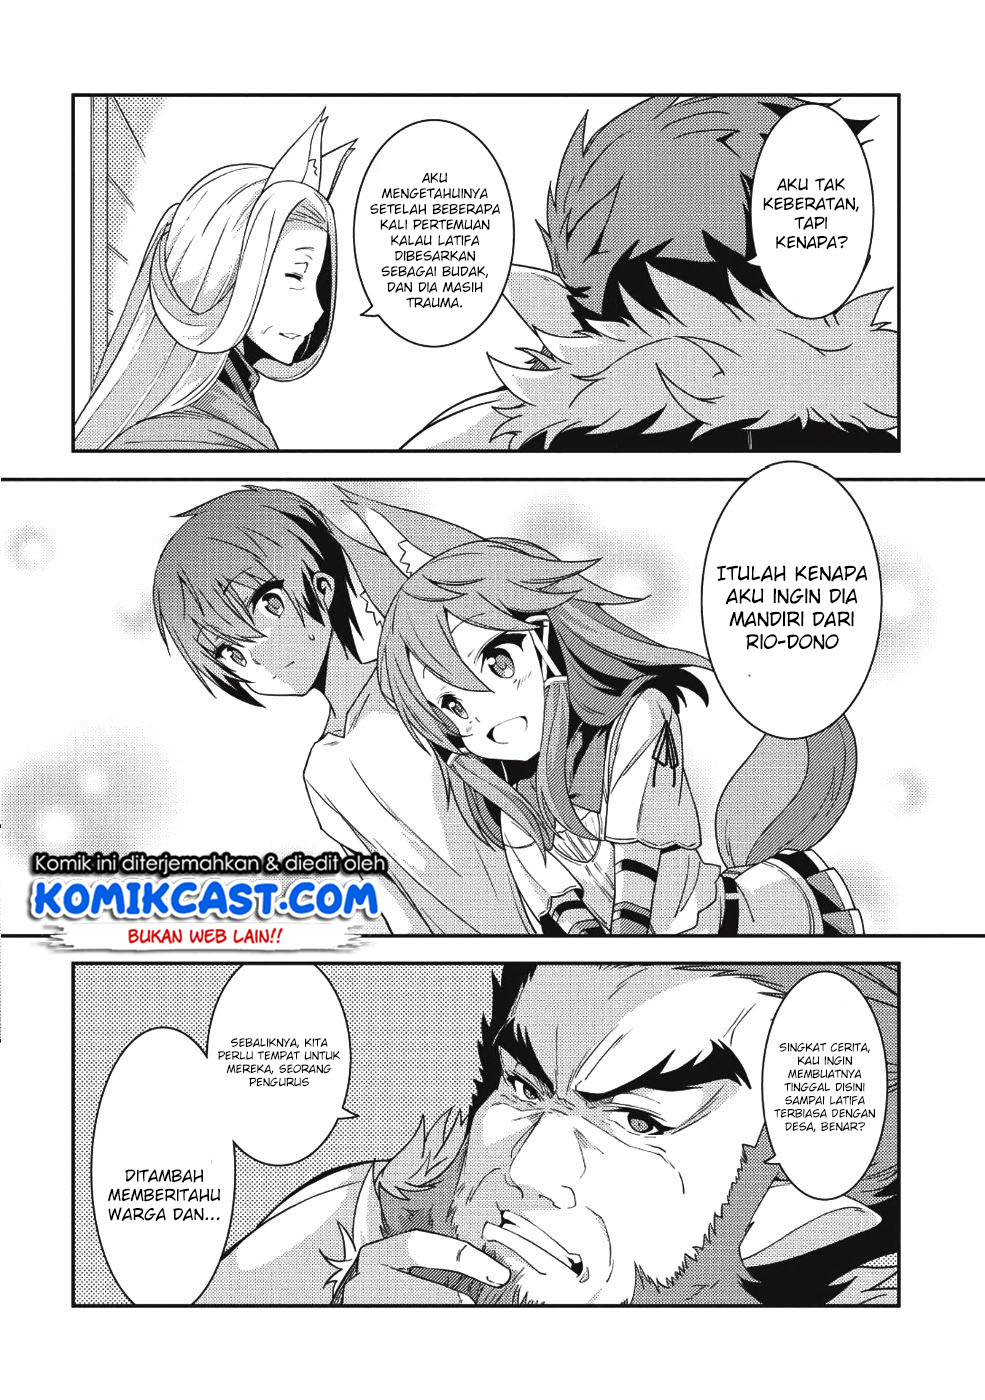 AKU TAK
KEBERATAN,
TAPI
KENAPA?
AKU
MENGETAHUINYA
SETELAH BEBERAPA
KALI PERTEMUAN
KALAU LATIFA
DIBESARKAN
SEBAGAI BUDAK,
DAN DIA MASIH
TRAUMA.
ITULAH KENAPA
AKU INGIN DIA
MANDIRI DARI
RIO-DONO
Komik ini diterjemahkan & diedit oleh
KOMIKCAST.COM
BUKAN WEB LAIN!!
SINGKAT CERITA,
KAU INGIN
MEMBUATNYA
TINGGAL DISINI
SAMPAI LATIFA
TERBIASA DENGAN
DESA, BENAR?
SEBALIKNYA, KITA
PERLU TEMPAT UNTUK
MEREKA, SEORANG
PENGURUS
DITAMBAH
MEMBERITAHU
WARGA DAN...